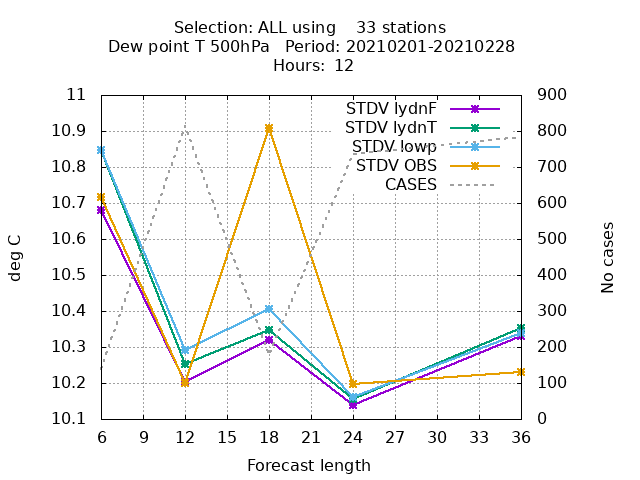 Selection: ALL using    33 stations
Dew point T 500hPa   Period: 20210201-20210228
Hours:  12
11
10.9
10.8
10.7
10.6
10.5
10.4
10.3
10.2
10.1
deg C
STDV lydnF
STDV lydnT
STDV lowp
STDV OBS
CASES
900
800
700
600
500
400
300
200
100
0
No cases
6 9 12 15 18 21 24 27 30 33 36
Forecast length